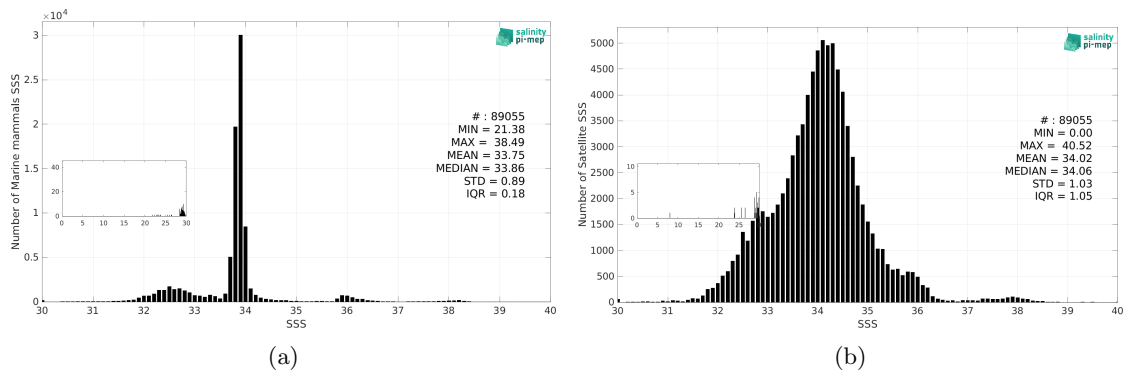 ×10⁴
salinity
pi-mep
3
2.5
2
1.5
1
0.5
0
Number of Marine mammals SSS
# : 89055
MIN = 21.38
MAX = 38.49
MEAN = 33.75
MEDIAN = 33.86
STD = 0.89
IQR = 0.18
40
20
0
0 5 10 15 20 25 30
30 31 32 33 34 35 36 37 38 39 40
SSS
(a)
salinity
pi-mep
5000
4500
4000
3500
3000
2500
2000
1500
1000
500
0
Number of Satellite SSS
# : 89055
MIN = 0.00
MAX = 40.52
MEAN = 34.02
MEDIAN = 34.06
STD = 1.03
IQR = 1.05
10
5
0
0 5 10 15 20 25 30
30 31 32 33 34 35 36 37 38 39 40
SSS
(b)